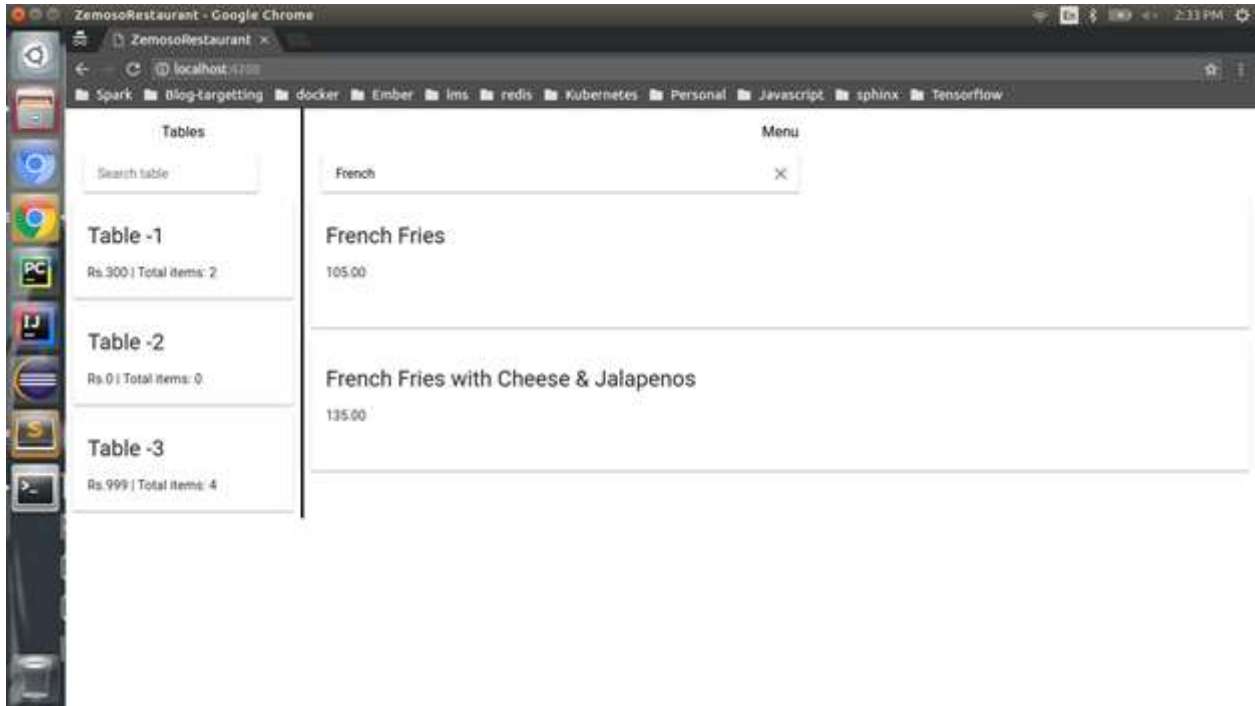 ZemosoRestaurant - Google Chrome
En
2:33 PM
ZemosoRestaurant
localhost
Spark Blog-targetting docker Ember lms redis Kubernetes Personal Javascript sphinx Tensorflow
Tables
Search table
Table -1
Rs.300 | Total items: 2
Table -2
Rs.0 | Total items: 0
Table -3
Rs.999 | Total items: 4
Menu
French
French Fries
105.00
French Fries with Cheese & Jalapenos
135.00
PC
IJ
S
>_